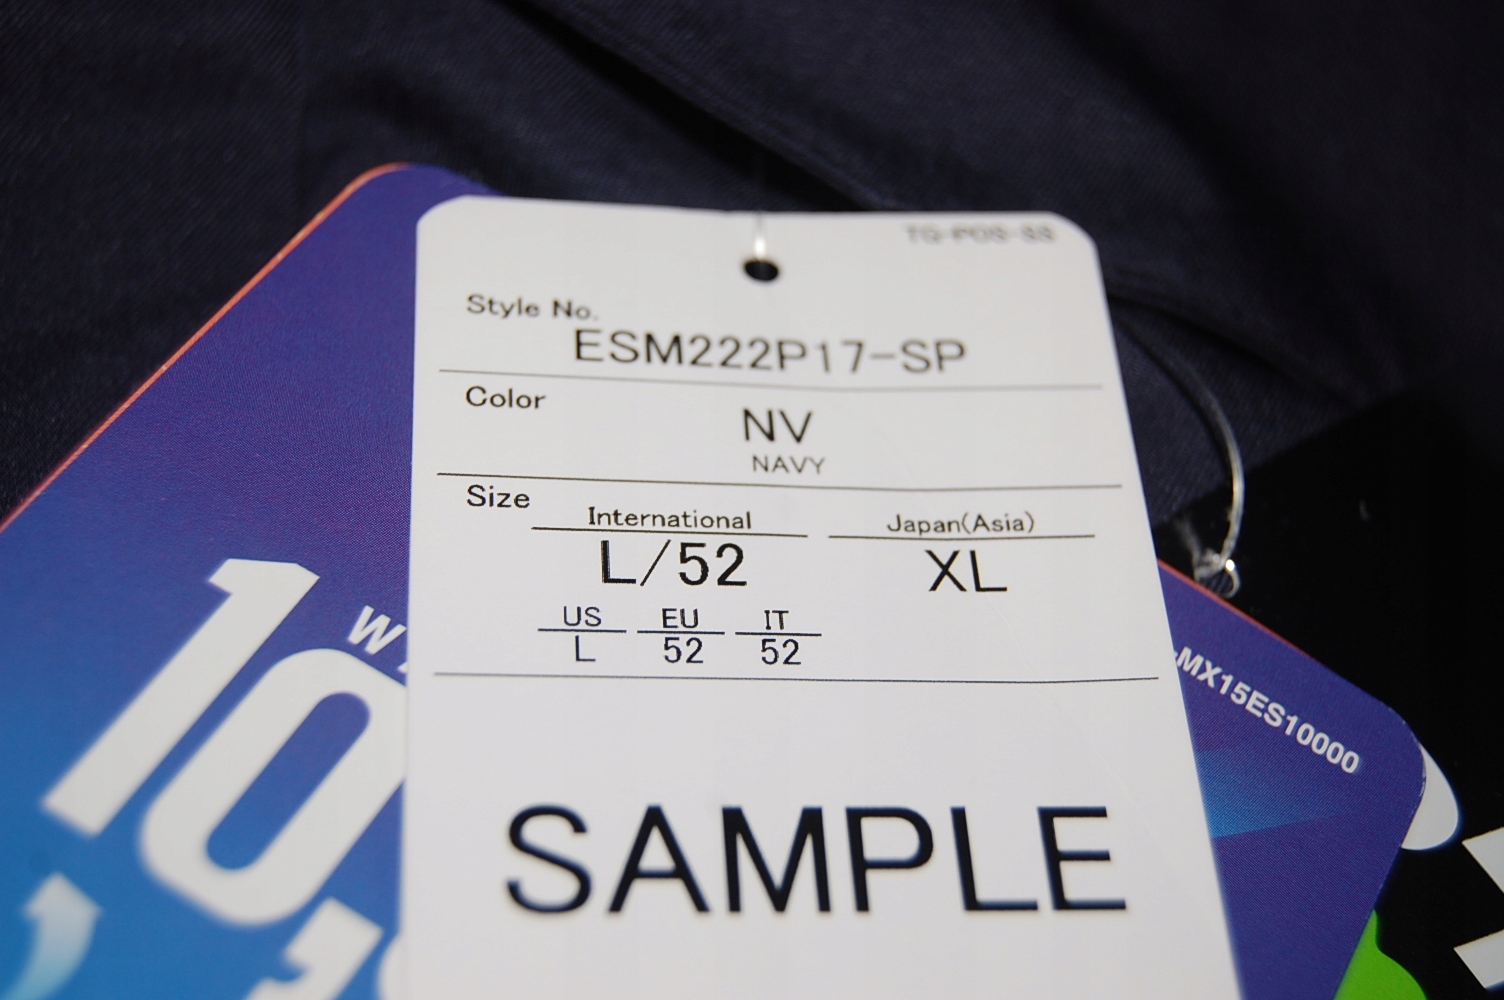 TG-POS-SS
Style No.
ESM222P17-SP
Color
NV
NAVY
Size
International
Japan(Asia)
L/52
XL
US EU IT
L 52 52
SAMPLE
-MX15ES10000
W
10